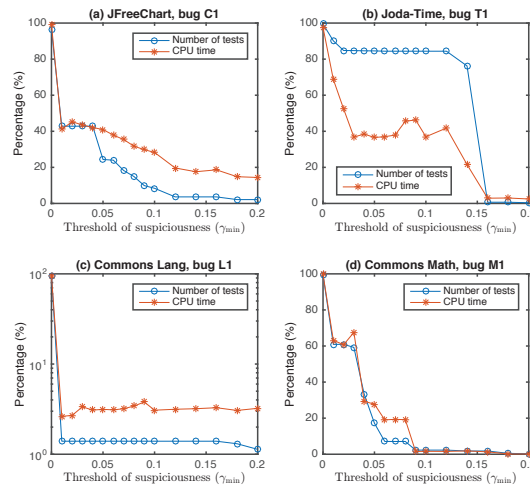 (a) JFreeChart, bug C1
100
80
60
40
20
0
Percentage (%)
Number of tests
CPU time
0 0.05 0.1 0.15 0.2
Threshold of suspiciousness (γmin)
(b) Joda-Time, bug T1
100
80
60
40
20
0
Percentage (%)
Number of tests
CPU time
0 0.05 0.1 0.15 0.2
Threshold of suspiciousness (γmin)
(c) Commons Lang, bug L1
10²
10¹
10⁰
Percentage (%)
Number of tests
CPU time
0 0.05 0.1 0.15 0.2
Threshold of suspiciousness (γmin)
(d) Commons Math, bug M1
100
80
60
40
20
0
Percentage (%)
Number of tests
CPU time
0 0.05 0.1 0.15 0.2
Threshold of suspiciousness (γmin)